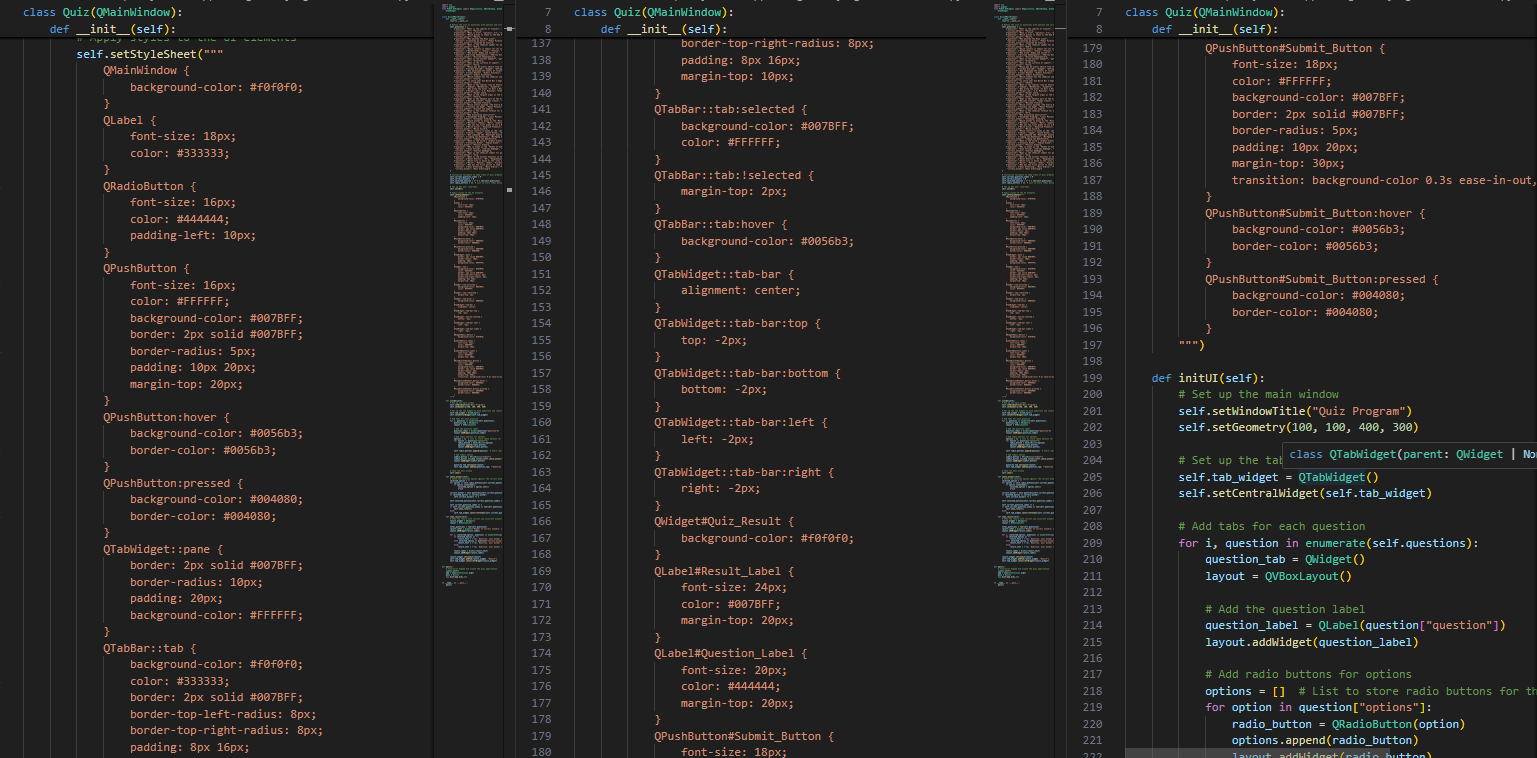 class Quiz(QMainWindow):
def __init__(self):
# Apply styles to the UI elements
self.setStyleSheet("""
QMainWindow {
background-color: #f0f0f0;
}
QLabel {
font-size: 18px;
color: #333333;
}
QRadioButton {
font-size: 16px;
color: #444444;
padding-left: 10px;
}
QPushButton {
font-size: 16px;
color: #FFFFFF;
background-color: #007BFF;
border: 2px solid #007BFF;
border-radius: 5px;
padding: 10px 20px;
margin-top: 20px;
}
QPushButton:hover {
background-color: #0056b3;
border-color: #0056b3;
}
QPushButton:pressed {
background-color: #004080;
border-color: #004080;
}
QTabWidget::pane {
border: 2px solid #007BFF;
border-radius: 10px;
padding: 20px;
background-color: #FFFFFF;
}
QTabBar::tab {
background-color: #f0f0f0;
color: #333333;
border: 2px solid #007BFF;
border-top-left-radius: 8px;
border-top-right-radius: 8px;
padding: 8px 16px;
7 class Quiz(QMainWindow):
8 def __init__(self):
137 border-top-right-radius: 8px;
138 padding: 8px 16px;
139 margin-top: 10px;
140 }
141 QTabBar::tab:selected {
142 background-color: #007BFF;
143 color: #FFFFFF;
144 }
145 QTabBar::tab:!selected {
146 margin-top: 2px;
147 }
148 QTabBar::tab:hover {
149 background-color: #0056b3;
150 }
151 QTabWidget::tab-bar {
152 alignment: center;
153 }
154 QTabWidget::tab-bar:top {
155 top: -2px;
156 }
157 QTabWidget::tab-bar:bottom {
158 bottom: -2px;
159 }
160 QTabWidget::tab-bar:left {
161 left: -2px;
162 }
163 QTabWidget::tab-bar:right {
164 right: -2px;
165 }
166 QWidget#Quiz_Result {
167 background-color: #f0f0f0;
168 }
169 QLabel#Result_Label {
170 font-size: 24px;
171 color: #007BFF;
172 margin-top: 20px;
173 }
174 QLabel#Question_Label {
175 font-size: 20px;
176 color: #444444;
177 margin-top: 20px;
178 }
179 QPushButton#Submit_Button {
180 font-size: 18px;
7 class Quiz(QMainWindow):
8 def __init__(self):
179 QPushButton#Submit_Button {
180 font-size: 18px;
181 color: #FFFFFF;
182 background-color: #007BFF;
183 border: 2px solid #007BFF;
184 border-radius: 5px;
185 padding: 10px 20px;
186 margin-top: 30px;
187 transition: background-color 0.3s ease-in-out,
188 }
189 QPushButton#Submit_Button:hover {
190 background-color: #0056b3;
191 border-color: #0056b3;
192 }
193 QPushButton#Submit_Button:pressed {
194 background-color: #004080;
195 border-color: #004080;
196 }
197 """)
198
199 def initUI(self):
200 # Set up the main window
201 self.setWindowTitle("Quiz Program")
202 self.setGeometry(100, 100, 400, 300)
203
class QTabWidget(parent: QWidget |
204 # Set up the
205 self.tab_widget = QTabWidget()
206 self.setCentralWidget(self.tab_widget)
207
208 # Add tabs for each question
209 for i, question in enumerate(self.questions):
210 question_tab = QWidget()
211 layout = QVBoxLayout()
212
213 # Add the question label
214 question_label = QLabel(question["question"])
215 layout.addWidget(question_label)
216
217 # Add radio buttons for options
218 options = [] # List to store radio buttons for
219 for option in question["options"]:
220 radio_button = QRadioButton(option)
221 options.append(radio_button)
222 layout.addWidget(radio_button)